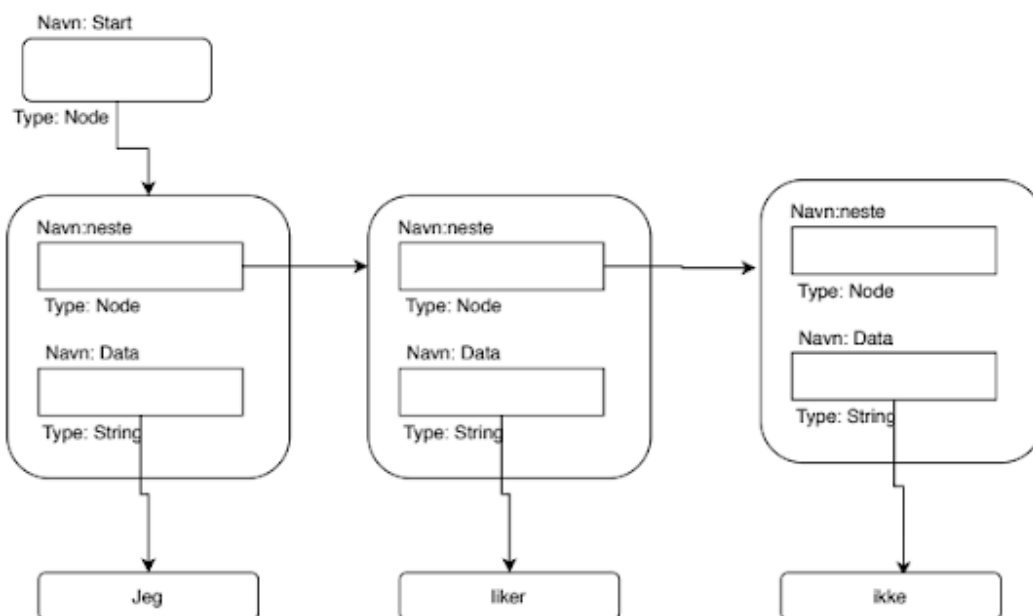 Navn: Start
Type: Node
Navn:neste
Type: Node
Navn: Data
Type: String
Jeg
Navn:neste
Type: Node
Navn: Data
Type: String
liker
Navn:neste
Type: Node
Navn: Data
Type: String
ikke